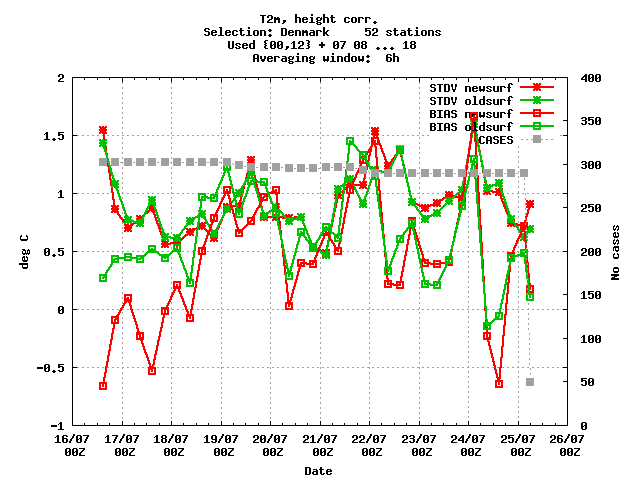 T2m, height corr.
Selection: Denmark     52 stations
Used {00,12} + 07 08 ... 18
Averaging window:  6h
STDV newsurf
STDV oldsurf
BIAS newsurf
BIAS oldsurf
CASES
2
1.5
1
0.5
0
-0.5
-1
deg C
400
350
300
250
200
150
100
50
0
No cases
16/07 17/07 18/07 19/07 20/07 21/07 22/07 23/07 24/07 25/07 26/07
00Z 00Z 00Z 00Z 00Z 00Z 00Z 00Z 00Z 00Z 00Z
Date